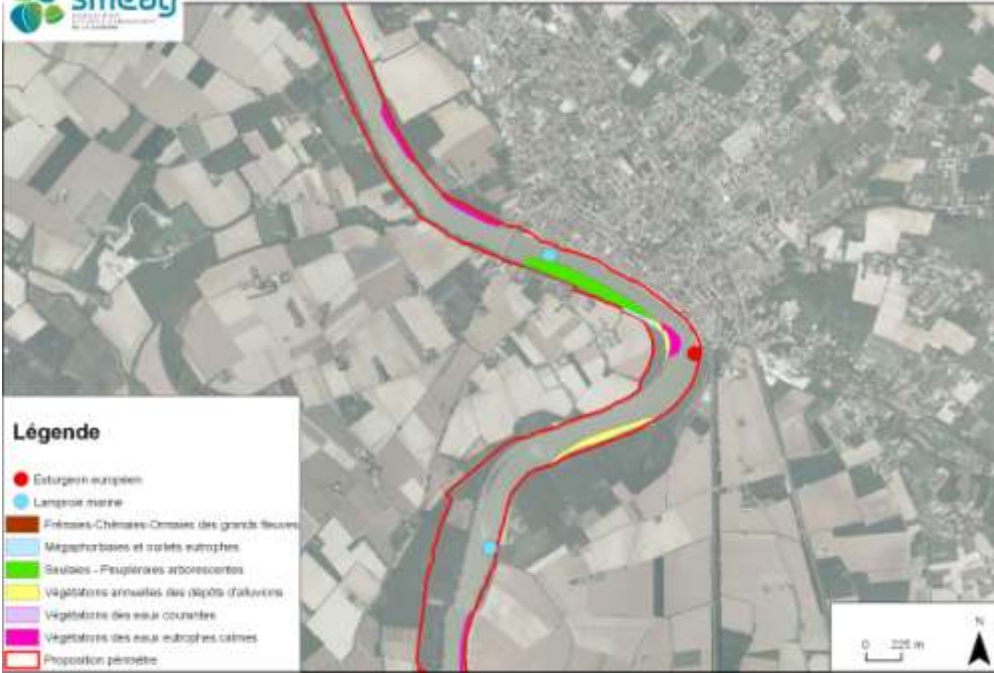 smeag
Légende
Esturgeon européen
Lamproie marine
Frênaies-Chênaies-Ormaies des grands fleuves
Mégaphorbiaies et ourlets eutrophes
Saulaies - Peupleraies arborescentes
Végétations annuelles des dépôts d'alluvions
Végétations des eaux courantes
Végétations des eaux eutrophes calmes
Proposition périmètre
0 225 m
N